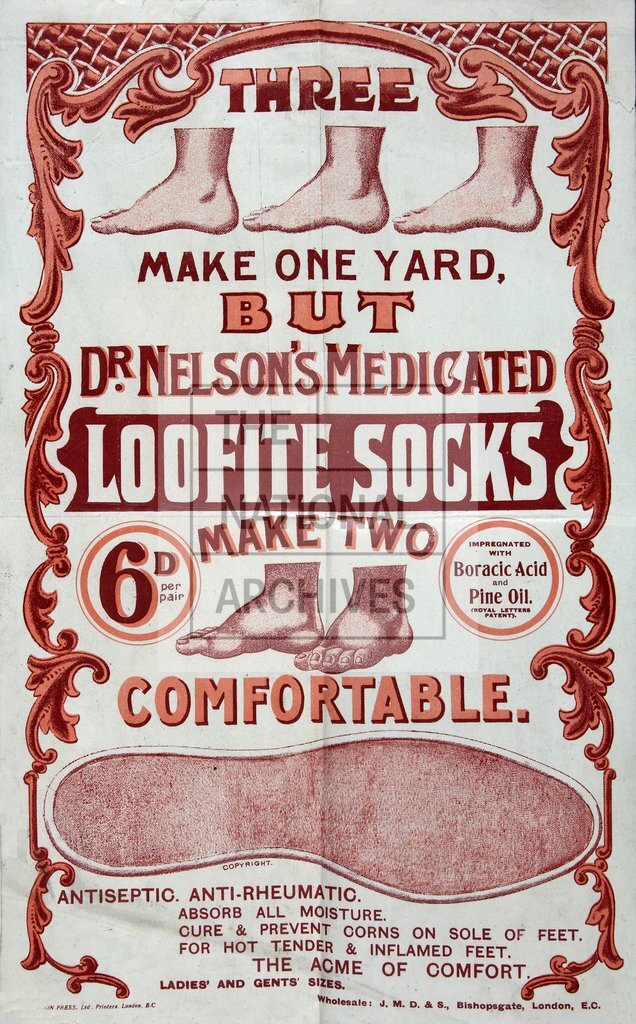 THREE
MAKE ONE YARD,
BUT
DR. NELSON'S MEDICATED
LOOFITE SOCKS
MAKE TWO
6D
per
pair
IMPREGNATED
WITH
Boracic Acid
and
Pine Oil.
(ROYAL LETTERS
PATENT).
COMFORTABLE.
COPYRIGHT.
ANTISEPTIC. ANTI-RHEUMATIC.
ABSORB ALL MOISTURE.
CURE & PREVENT CORNS ON SOLE OF FEET.
FOR HOT TENDER & INFLAMED FEET.
THE ACME OF COMFORT.
LADIES' AND GENTS' SIZES.
PRESS, Ltd. Printers, London, E.C.
Wholesale: J. M. D. & S., Bishopsgate, London, E.C.
THE
NATIONAL
ARCHIVES